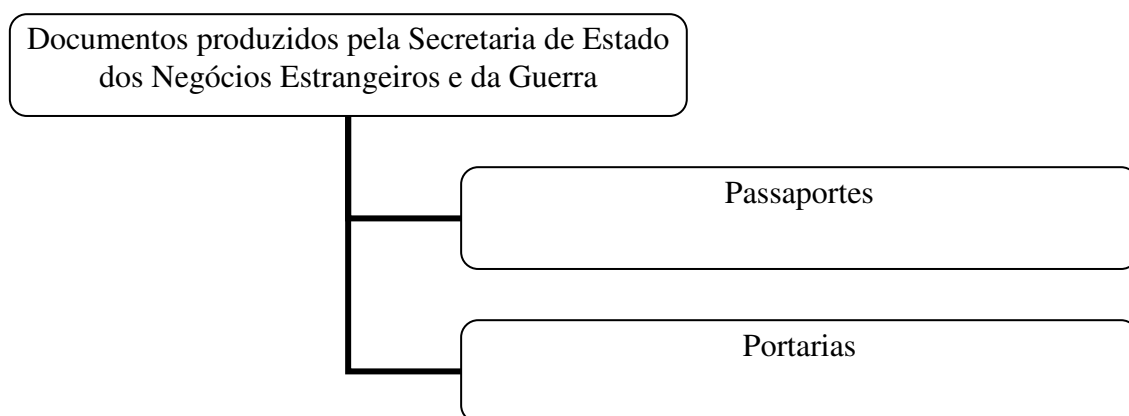 Documentos produzidos pela Secretaria de Estado
dos Negócios Estrangeiros e da Guerra
Passaportes
Portarias